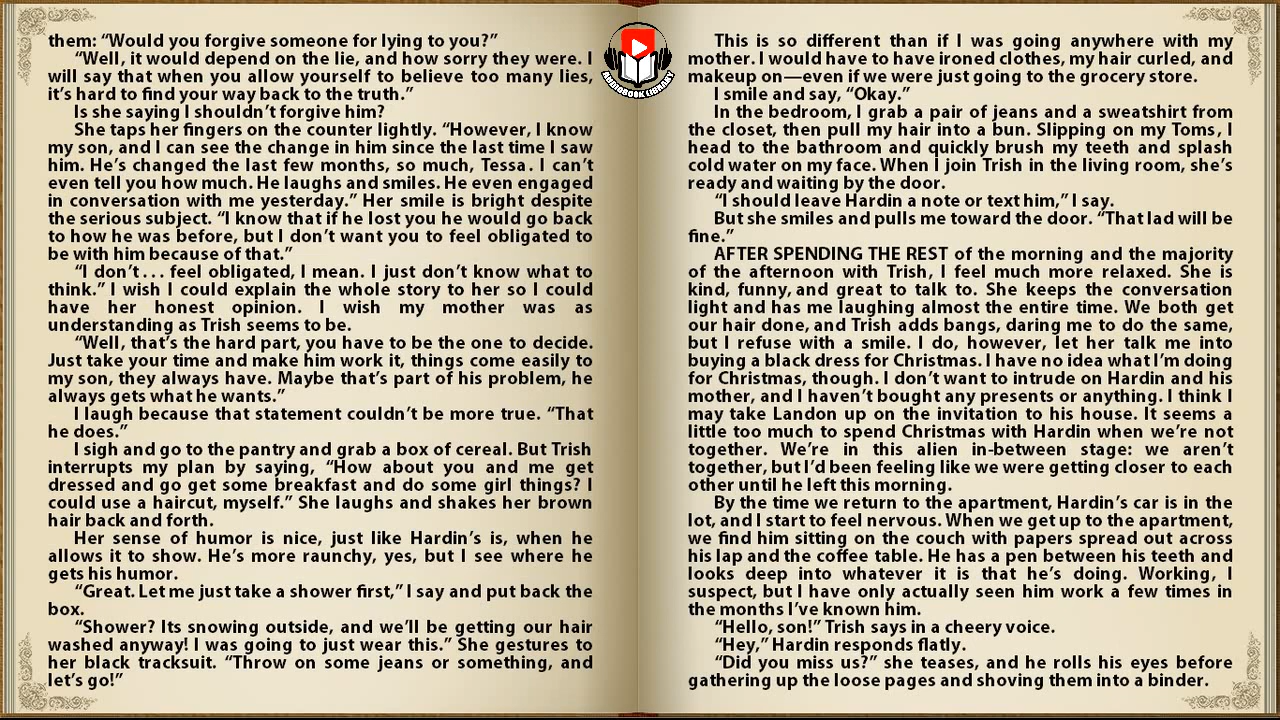 them: “Would you forgive someone for lying to you?”
“Well, it would depend on the lie, and how sorry they were. I
will say that when you allow yourself to believe too many lies,
it’s hard to find your way back to the truth.”
Is she saying I shouldn’t forgive him?
She taps her fingers on the counter lightly. “However, I know
my son, and I can see the change in him since the last time I saw
him. He’s changed the last few months, so much, Tessa. I can’t
even tell you how much. He laughs and smiles. He even engaged
in conversation with me yesterday.” Her smile is bright despite
the serious subject. “I know that if he lost you he would go back
to how he was before, but I don’t want you to feel obligated to
be with him because of that.”
“I don’t . . . feel obligated, I mean. I just don’t know what to
think.” I wish I could explain the whole story to her so I could
have her honest opinion. I wish my mother was as
understanding as Trish seems to be.
“Well, that’s the hard part, you have to be the one to decide.
Just take your time and make him work it, things come easily to
my son, they always have. Maybe that’s part of his problem, he
always gets what he wants.”
I laugh because that statement couldn’t be more true. “That
he does.”
I sigh and go to the pantry and grab a box of cereal. But Trish
interrupts my plan by saying, “How about you and me get
dressed and go get some breakfast and do some girl things? I
could use a haircut, myself.” She laughs and shakes her brown
hair back and forth.
Her sense of humor is nice, just like Hardin’s is, when he
allows it to show. He’s more raunchy, yes, but I see where he
gets his humor.
“Great. Let me just take a shower first,” I say and put back the
box.
“Shower? Its snowing outside, and we’ll be getting our hair
washed anyway! I was going to just wear this.” She gestures to
her black tracksuit. “Throw on some jeans or something, and
let’s go!”
AUDIOBOOK LIBRARY
This is so different than if I was going anywhere with my
mother. I would have to have ironed clothes, my hair curled, and
makeup on—even if we were just going to the grocery store.
I smile and say, “Okay.”
In the bedroom, I grab a pair of jeans and a sweatshirt from
the closet, then pull my hair into a bun. Slipping on my Toms, I
head to the bathroom and quickly brush my teeth and splash
cold water on my face. When I join Trish in the living room, she’s
ready and waiting by the door.
“I should leave Hardin a note or text him,” I say.
But she smiles and pulls me toward the door. “That lad will be
fine.”
AFTER SPENDING THE REST of the morning and the majority
of the afternoon with Trish, I feel much more relaxed. She is
kind, funny, and great to talk to. She keeps the conversation
light and has me laughing almost the entire time. We both get
our hair done, and Trish adds bangs, daring me to do the same,
but I refuse with a smile. I do, however, let her talk me into
buying a black dress for Christmas. I have no idea what I’m doing
for Christmas, though. I don’t want to intrude on Hardin and his
mother, and I haven’t bought any presents or anything. I think I
may take Landon up on the invitation to his house. It seems a
little too much to spend Christmas with Hardin when we’re not
together. We’re in this alien in-between stage: we aren’t
together, but I’d been feeling like we were getting closer to each
other until he left this morning.
By the time we return to the apartment, Hardin’s car is in the
lot, and I start to feel nervous. When we get up to the apartment,
we find him sitting on the couch with papers spread out across
his lap and the coffee table. He has a pen between his teeth and
looks deep into whatever it is that he’s doing. Working, I
suspect, but I have only actually seen him work a few times in
the months I’ve known him.
“Hello, son!” Trish says in a cheery voice.
“Hey,” Hardin responds flatly.
“Did you miss us?” she teases, and he rolls his eyes before
gathering up the loose pages and shoving them into a binder.